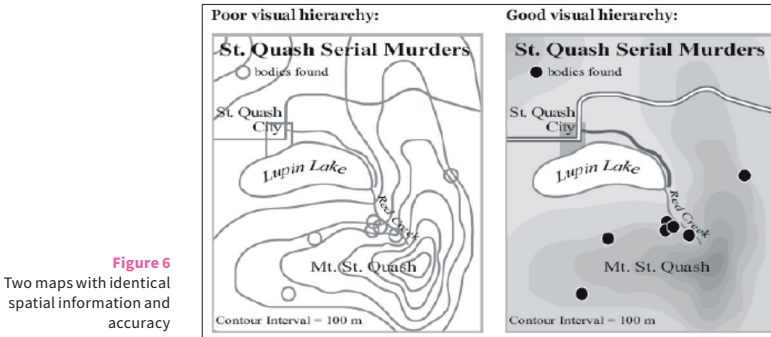 Poor visual hierarchy:
St. Quash Serial Murders
bodies found
St. Quash
City
Lupin Lake
Red Creek
Mt. St. Quash
Contour Interval = 100 m
Good visual hierarchy:
St. Quash Serial Murders
bodies found
St. Quash
City
Lupin Lake
Red Creek
Mt. St. Quash
Contour Interval = 100 m
Figure 6
Two maps with identical
spatial information and
accuracy